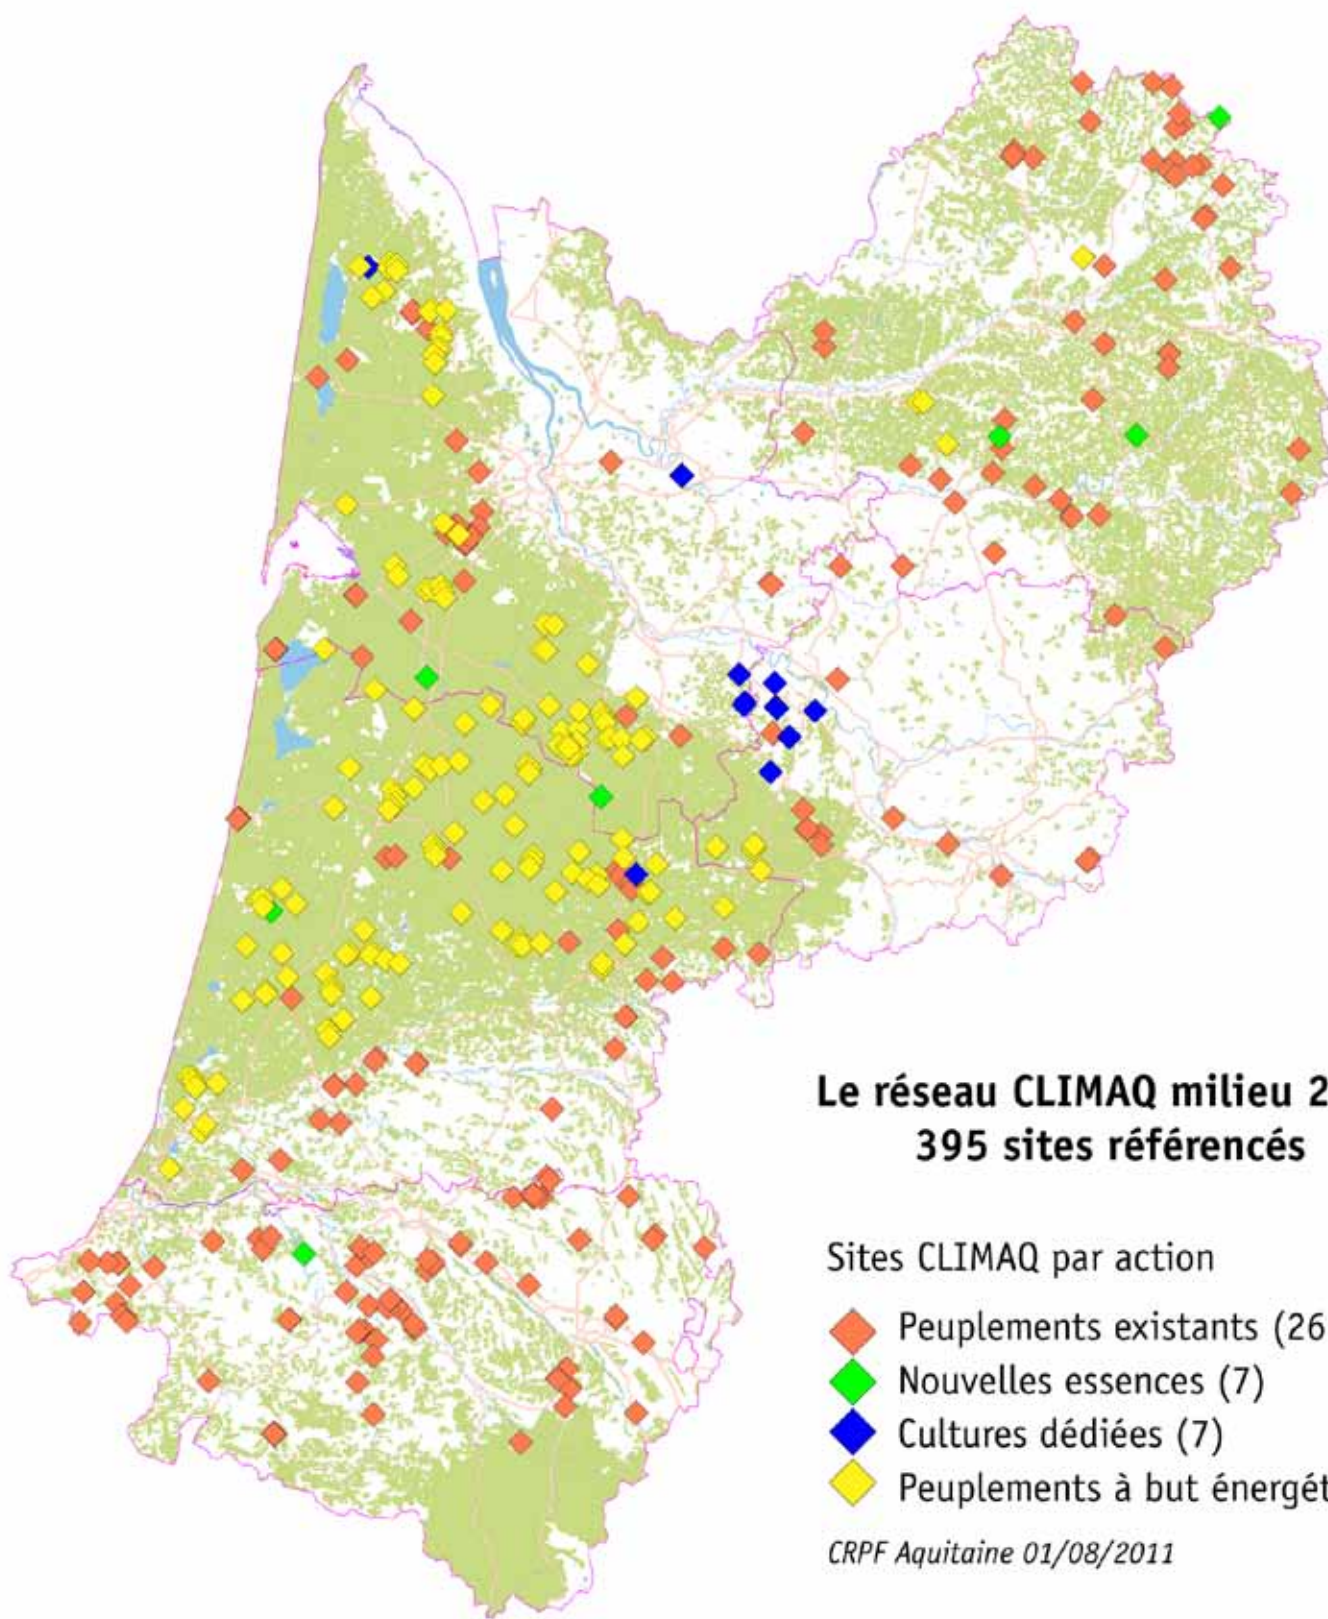 Le réseau CLIMAQ milieu 2
395 sites référencés
Sites CLIMAQ par action
Peuplements existants (26
Nouvelles essences (7)
Cultures dédiées (7)
Peuplements à but énergét
CRPF Aquitaine 01/08/2011